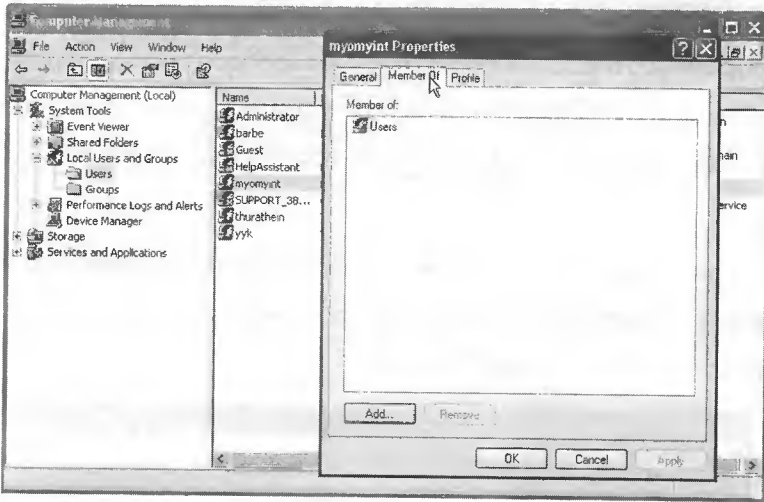 Computer Management
File Action View Window Help
Computer Management (Local)
System Tools
Event Viewer
Shared Folders
Local Users and Groups
Users
Groups
Performance Logs and Alerts
Device Manager
Storage
Services and Applications
Name
Administrator
barbe
Guest
HelpAssistant
myomyint
SUPPORT_38...
thurathein
yyk
myomyint Properties
General Member Of Profile
Member of:
Users
Add... Remove
OK Cancel Apply
ervice